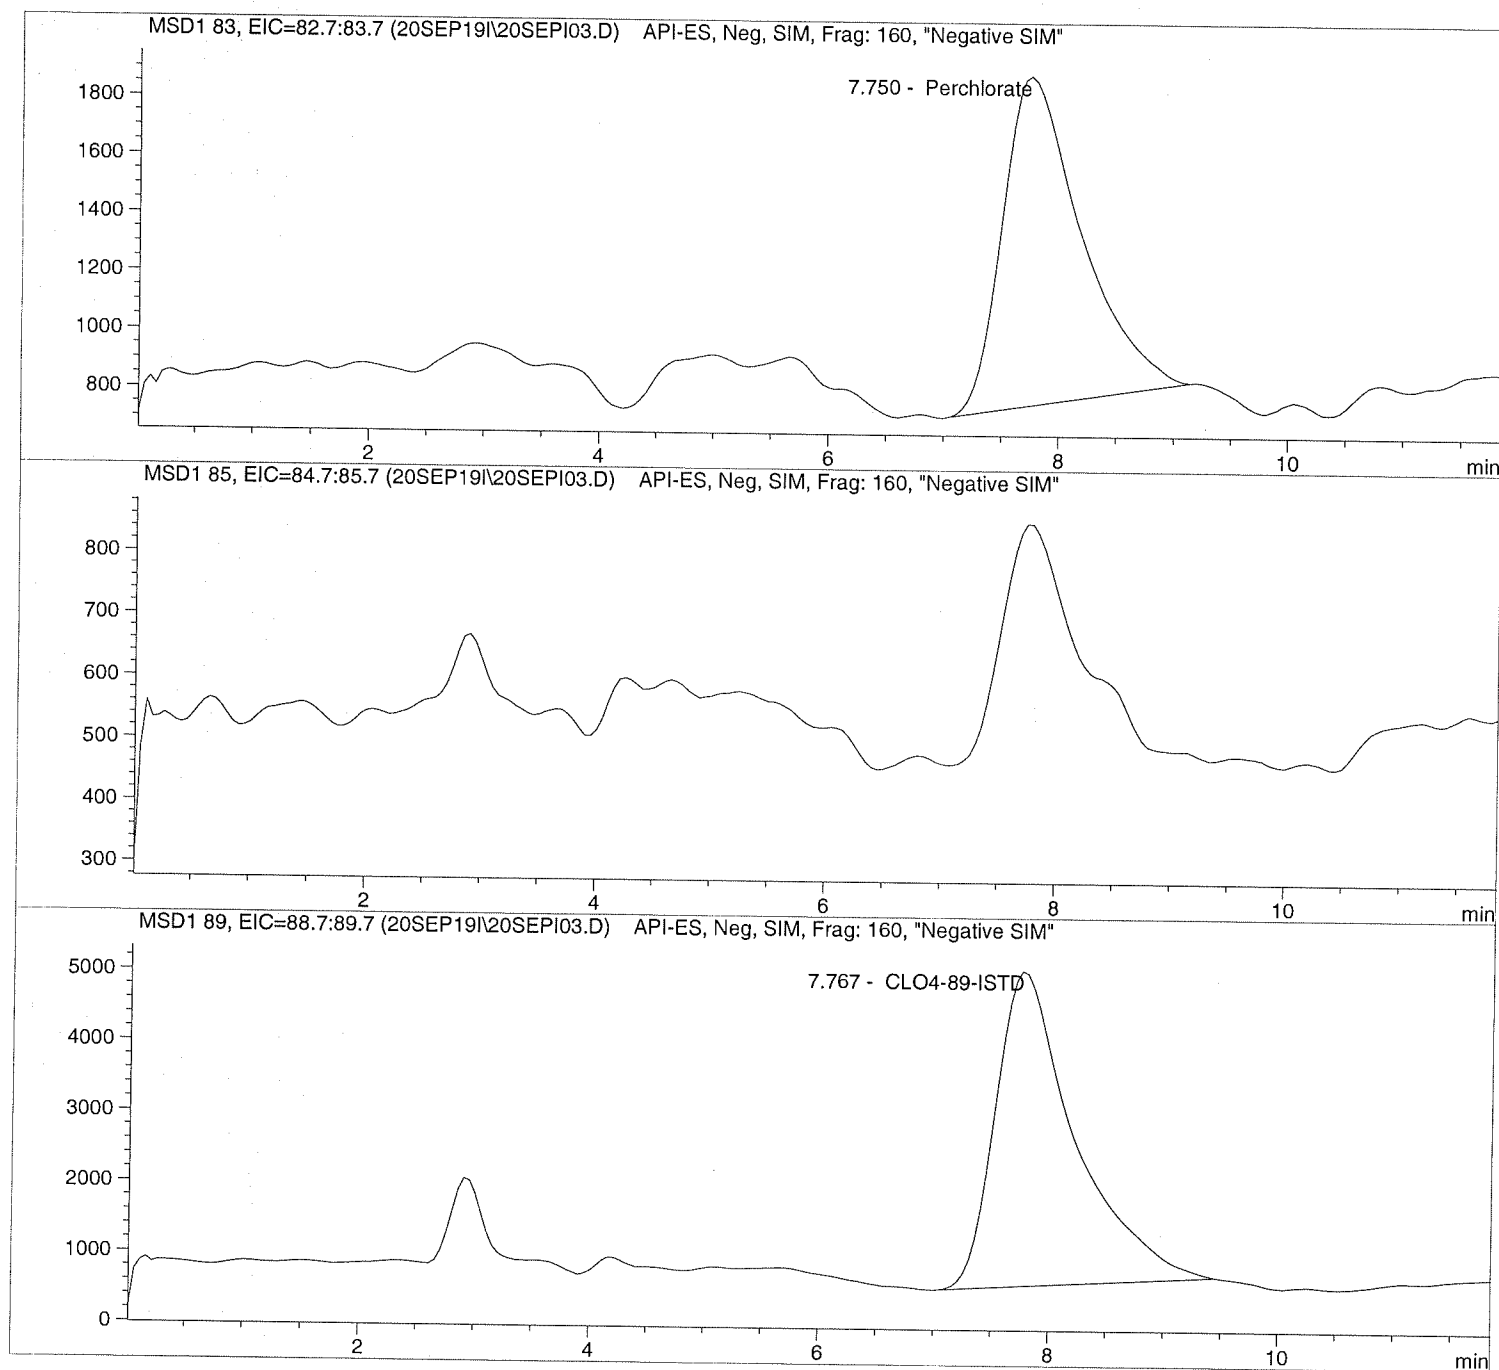 MSD1 83, EIC=82.7:83.7 (20SEP19I\20SEPI03.D) API-ES, Neg, SIM, Frag: 160, "Negative SIM"
7.750 - Perchlorate
1800
1600
1400
1200
1000
800
2 4 6 8 10 min
MSD1 85, EIC=84.7:85.7 (20SEP19I\20SEPI03.D) API-ES, Neg, SIM, Frag: 160, "Negative SIM"
800
700
600
500
400
300
2 4 6 8 10 min
MSD1 89, EIC=88.7:89.7 (20SEP19I\20SEPI03.D) API-ES, Neg, SIM, Frag: 160, "Negative SIM"
7.767 - CLO4-89-ISTD
5000
4000
3000
2000
1000
0
2 4 6 8 10 min